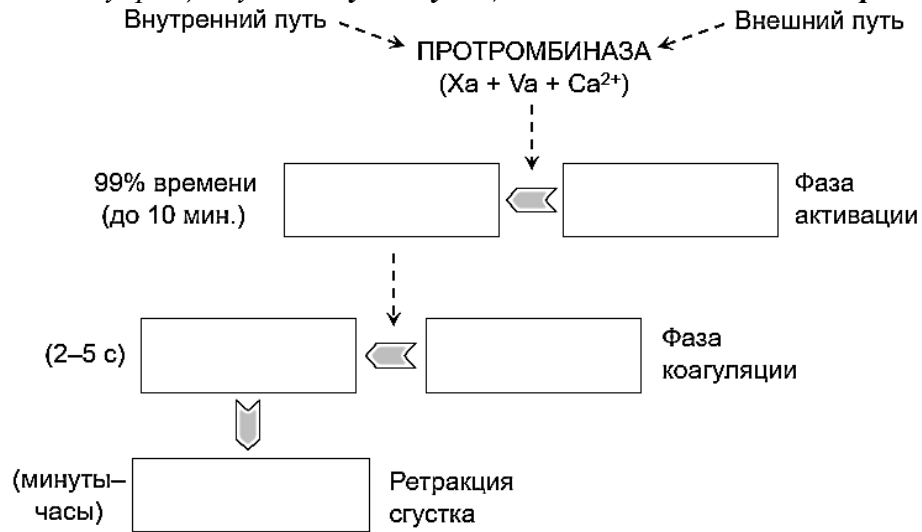 Внутренний путь
Внешний путь
ПРОТРОМБИНАЗА
(Xa + Va + Ca²⁺)
99% времени
(до 10 мин.)
Фаза
активации
(2–5 с)
Фаза
коагуляции
(минуты–
часы)
Ретракция
сгустка